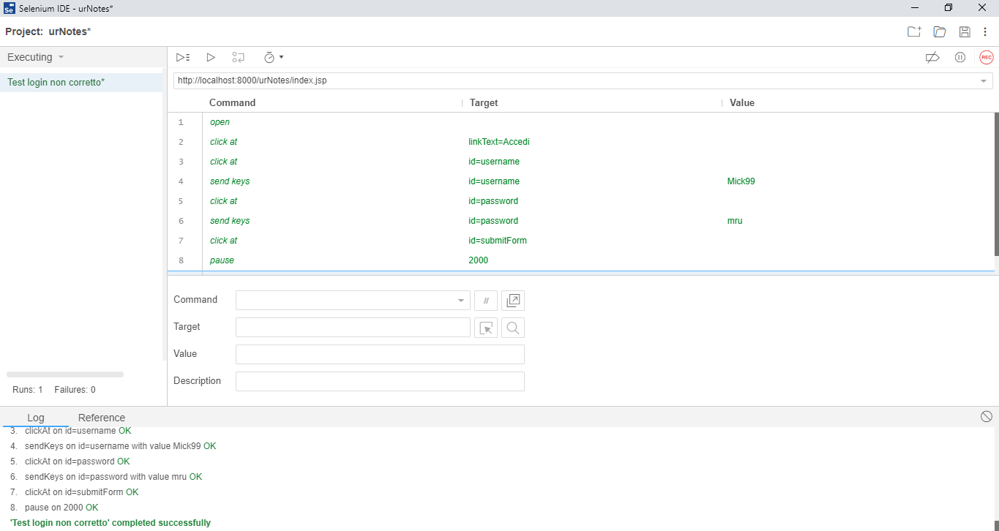 Selenium IDE - urNotes*
Project: urNotes*
Executing
REC
Test login non corretto*
http://localhost:8000/urNotes/index.jsp
Command Target Value
1 open
2 click at linkText=Accedi
3 click at id=username
4 send keys id=username Mick99
5 click at id=password
6 send keys id=password mru
7 click at id=submitForm
8 pause 2000
Command //
Target
Value
Description
Runs: 1 Failures: 0
Log Reference
3. clickAt on id=username OK
4. sendKeys on id=username with value Mick99 OK
5. clickAt on id=password OK
6. sendKeys on id=password with value mru OK
7. clickAt on id=submitForm OK
8. pause on 2000 OK
'Test login non corretto' completed successfully